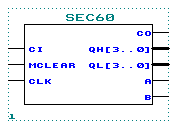 SEC60
CO
CI QH[3..0]
MCLEAR QL[3..0]
CLK A
B
1